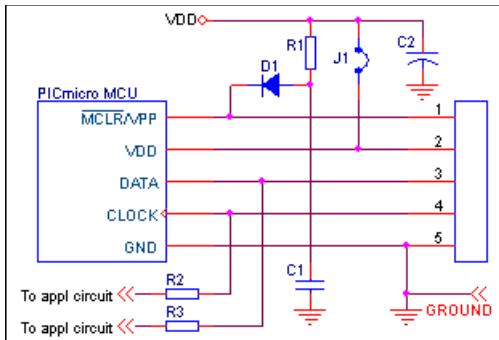 VDD
R1
C2
D1
J1
PICmicro MCU
MCLR/VPP
1
VDD
2
DATA
3
CLOCK
4
GND
5
C1
R2
To appl circuit
GROUND
R3
To appl circuit